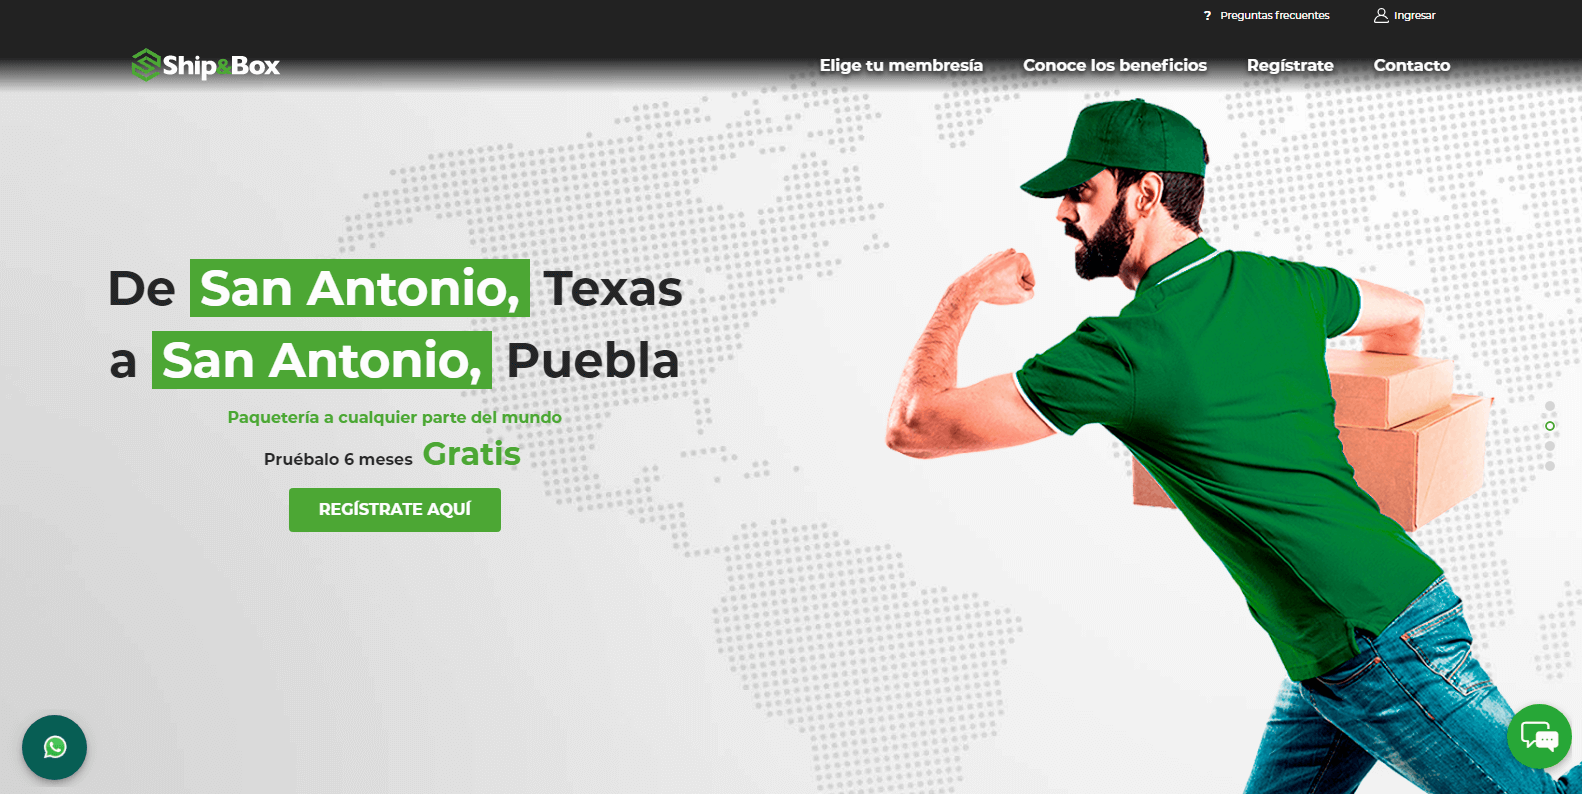 ? Preguntas frecuentes
Ingresar
Ship&Box
Elige tu membresía
Conoce los beneficios
Regístrate
Contacto
De San Antonio, Texas
a San Antonio, Puebla
Paquetería a cualquier parte del mundo
Pruébalo 6 meses Gratis
REGÍSTRATE AQUÍ